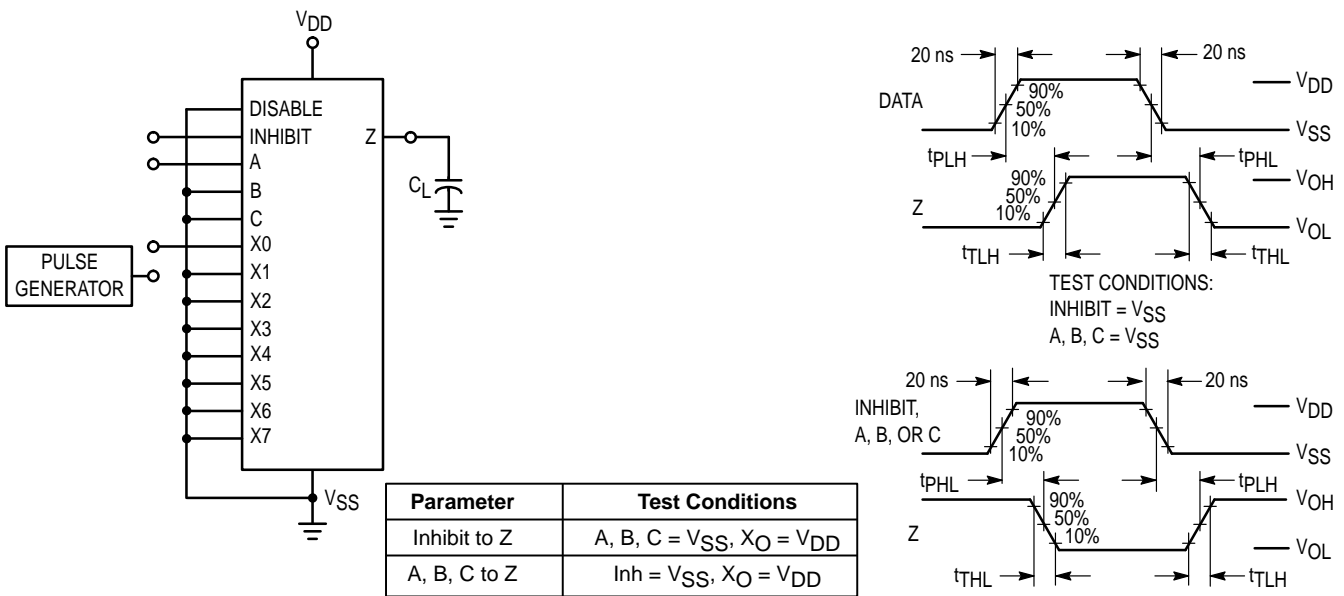 VDD
DISABLE
INHIBIT
A
B
C
X0
X1
X2
X3
X4
X5
X6
X7
Z
CL
PULSE
GENERATOR
VSS
Parameter Test Conditions
Inhibit to Z A, B, C = VSS, XO = VDD
A, B, C to Z Inh = VSS, XO = VDD
20 ns 20 ns
DATA
90%
50%
10%
VDD
VSS
tPLH tPHL
Z
90%
50%
10%
VOH
VOL
tTLH tTHL
TEST CONDITIONS:
INHIBIT = VSS
A, B, C = VSS
20 ns 20 ns
INHIBIT,
A, B, OR C
90%
50%
10%
VDD
VSS
tPHL tPLH
Z
90%
50%
10%
VOH
VOL
tTHL tTLH